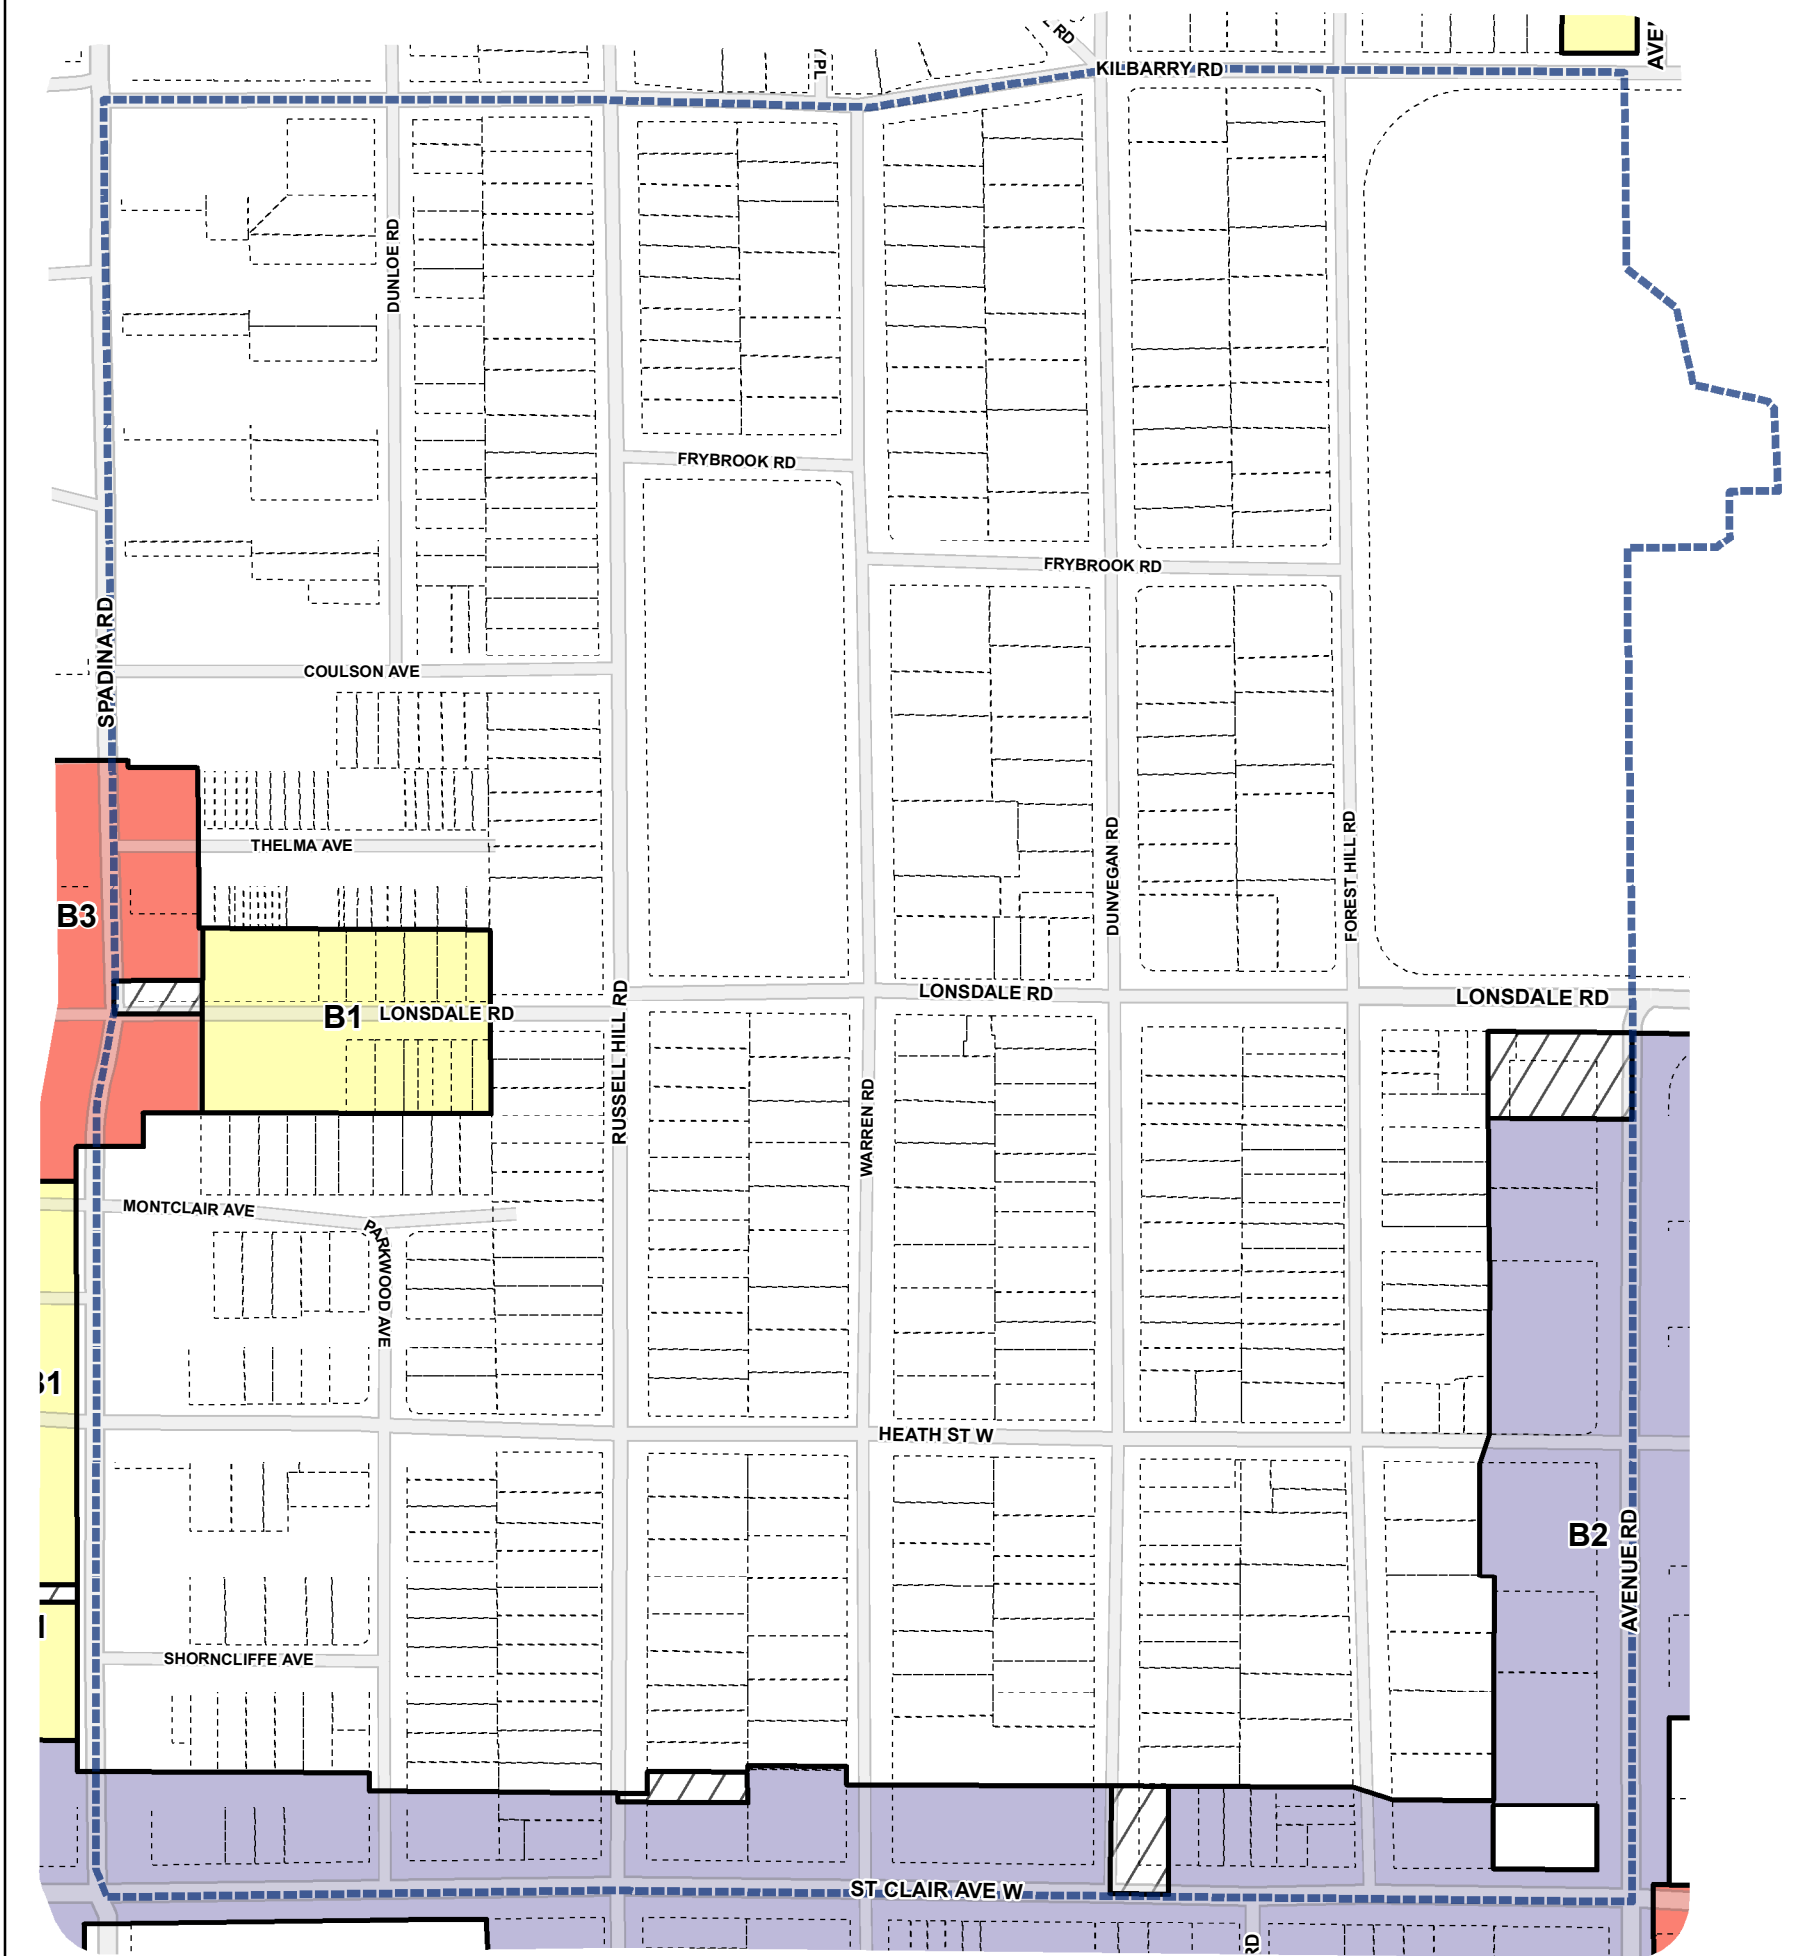 RD
AVE
PL
KILBARRY RD
DUNLOE RD
FRYBROOK RD
FRYBROOK RD
SPADINA RD
COULSON AVE
THELMA AVE
DUNVEGAN RD
FOREST HILL RD
B3
LONSDALE RD
LONSDALE RD
B1
LONSDALE RD
RUSSELL HILL RD
WARREN RD
MONTCLAIR AVE
PARKWOOD AVE
B1
HEATH ST W
B2
AVENUE RD
SHORNCLIFFE AVE
ST CLAIR AVE W
RD